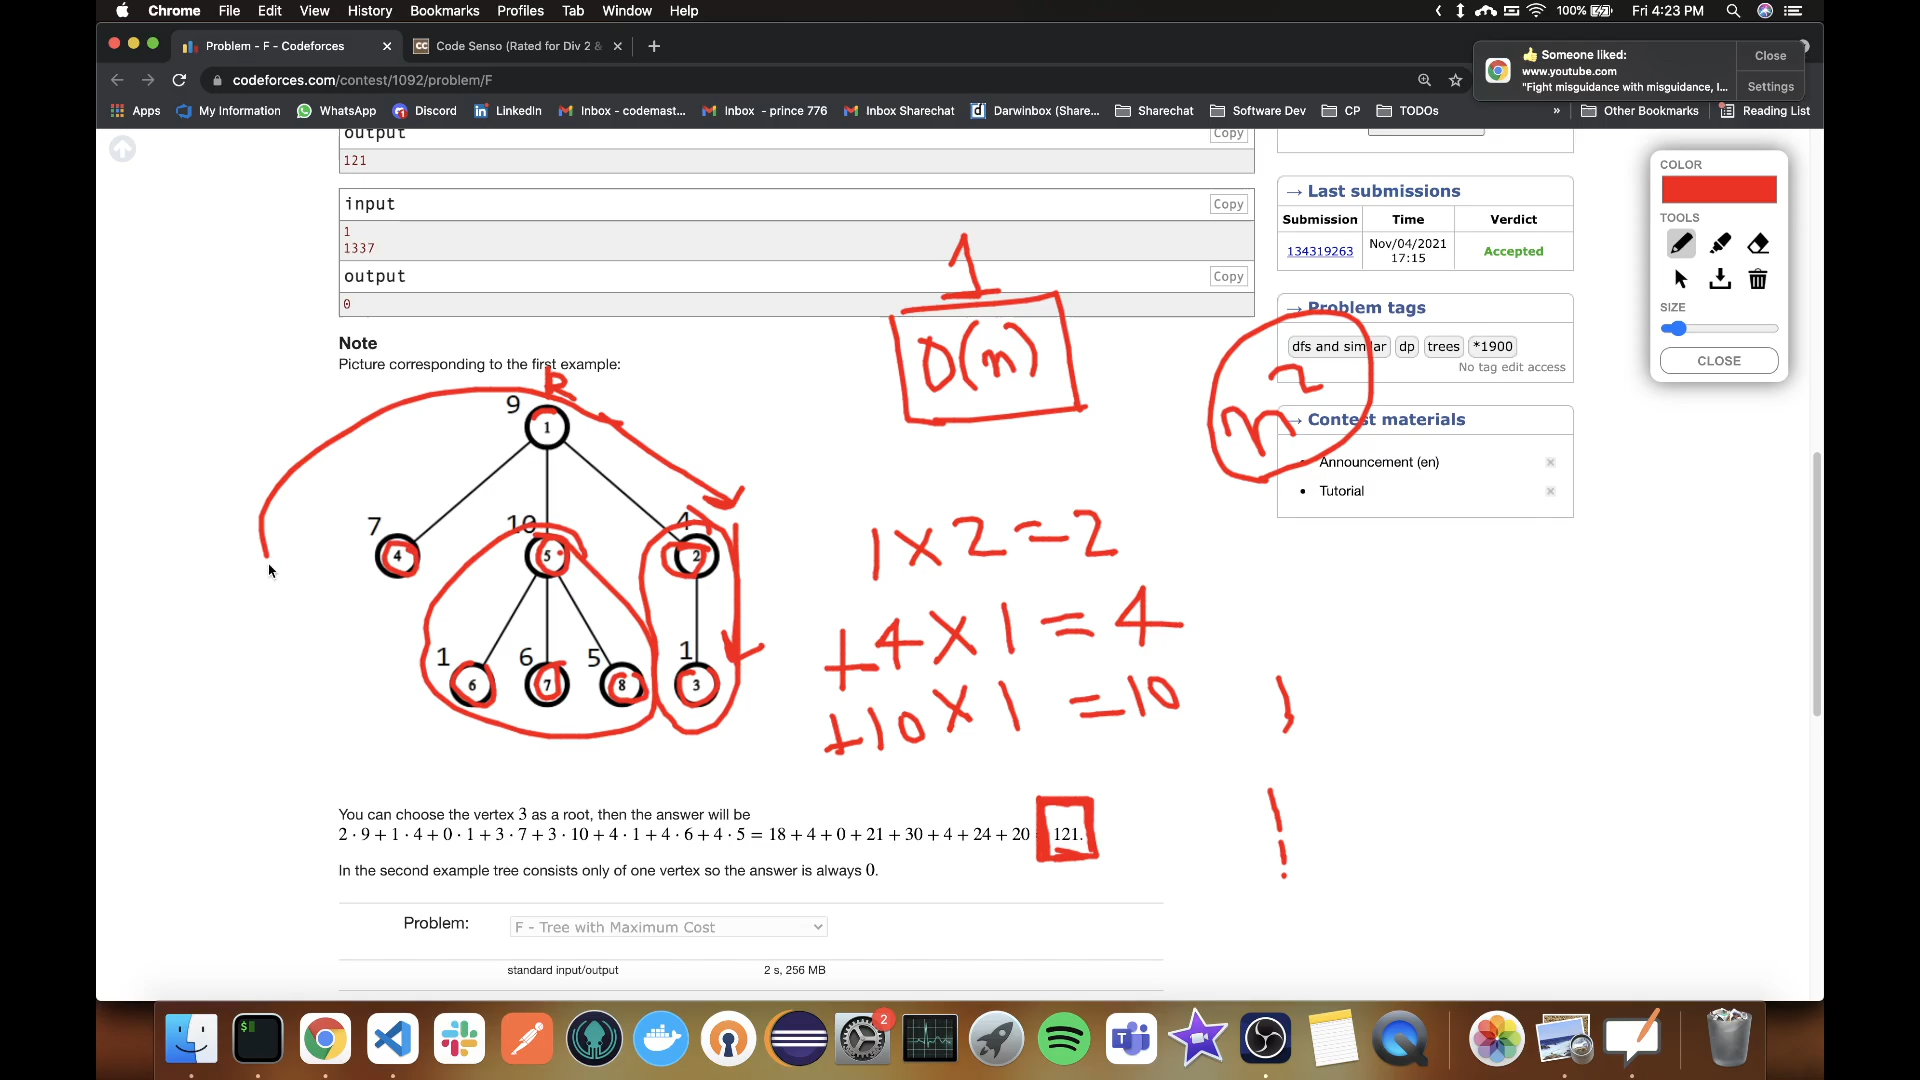 Chrome File Edit View History Bookmarks Profiles Tab Window Help
100% Fri 4:23 PM
Problem - F - Codeforces
CC Code Senso (Rated for Div 2 &
codeforces.com/contest/1092/problem/F
Someone liked:
www.youtube.com
"Fight misguidance with misguidance, I...
Close
Settings
Apps My Information WhatsApp Discord LinkedIn Inbox - codemast... Inbox - prince 776 Inbox Sharechat Darwinbox (Share... Sharechat Software Dev CP TODOs » Other Bookmarks Reading List
output
Copy
121
input
Copy
1
1337
output
Copy
0
Note
Picture corresponding to the first example:
R
9
1
7
4
10
5
4
2
1
6
6
7
5
8
1
3
1
O(n)
n2
1 x 2 = 2
+4 x 1 = 4
+10 x 1 = 10
You can choose the vertex 3 as a root, then the answer will be
2 · 9 + 1 · 4 + 0 · 1 + 3 · 7 + 3 · 10 + 4 · 1 + 4 · 6 + 4 · 5 = 18 + 4 + 0 + 21 + 30 + 4 + 24 + 20 = 121.
In the second example tree consists only of one vertex so the answer is always 0.
Problem:
F - Tree with Maximum Cost
standard input/output
2 s, 256 MB
→ Last submissions
Submission Time Verdict
134319263 Nov/04/2021 17:15 Accepted
→ Problem tags
dfs and similar dp trees *1900
No tag edit access
→ Contest materials
Announcement (en)
Tutorial
COLOR
TOOLS
SIZE
CLOSE
2